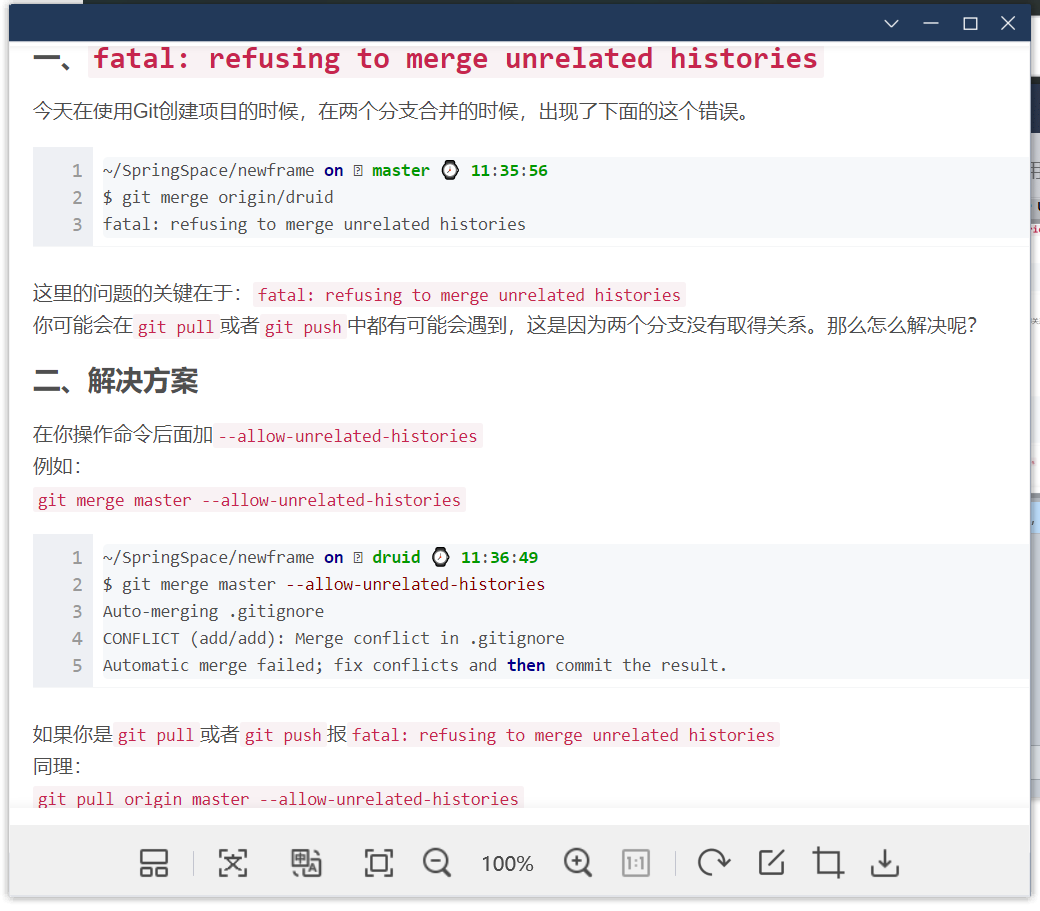 一、fatal: refusing to merge unrelated histories
今天在使用Git创建项目的时候，在两个分支合并的时候，出现了下面的这个错误。
1 ~/SpringSpace/newframe on master 11:35:56
2 $ git merge origin/druid
3 fatal: refusing to merge unrelated histories
这里的问题的关键在于：fatal: refusing to merge unrelated histories
你可能会在git pull或者git push中都有可能会遇到，这是因为两个分支没有取得关系。那么怎么解决呢？
二、解决方案
在你操作命令后面加--allow-unrelated-histories
例如：
git merge master --allow-unrelated-histories
1 ~/SpringSpace/newframe on druid 11:36:49
2 $ git merge master --allow-unrelated-histories
3 Auto-merging .gitignore
4 CONFLICT (add/add): Merge conflict in .gitignore
5 Automatic merge failed; fix conflicts and then commit the result.
如果你是git pull或者git push报fatal: refusing to merge unrelated histories
同理：
git pull origin master --allow-unrelated-histories
100%
1:1